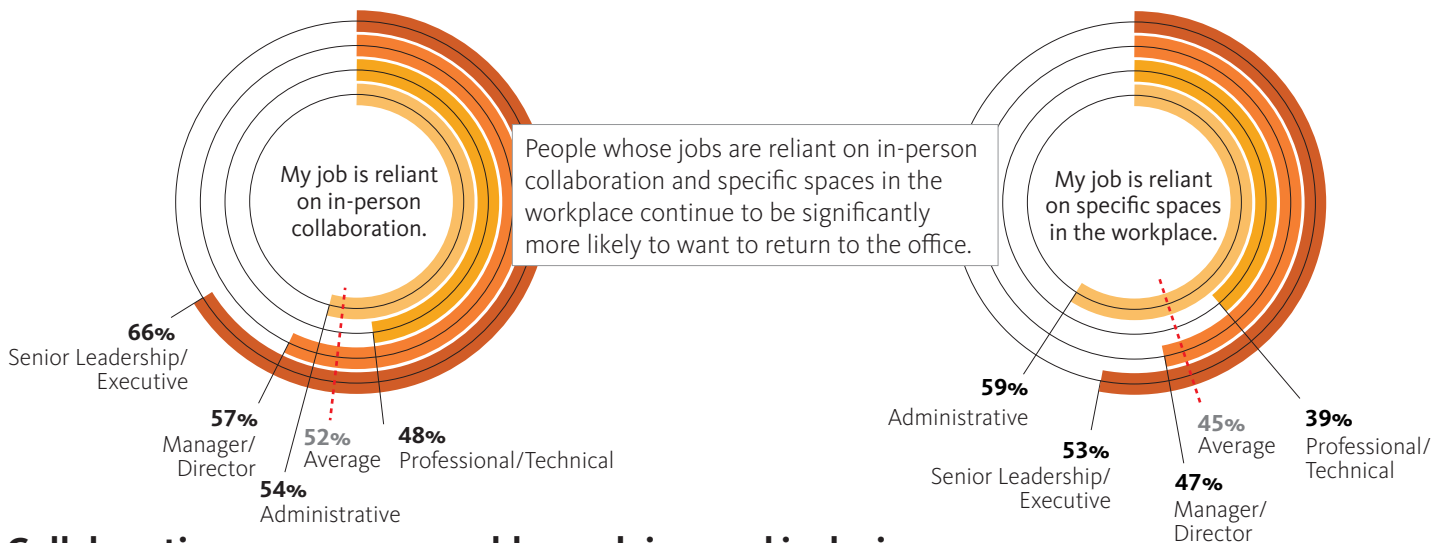 My job is reliant
on in-person
collaboration.
People whose jobs are reliant on in-person
collaboration and specific spaces in the
workplace continue to be significantly
more likely to want to return to the office.
My job is reliant
on specific spaces
in the workplace.
66%
Senior Leadership/
Executive
57%
Manager/
Director
54%
Administrative
52%
Average
48%
Professional/Technical
59%
Administrative
53%
Senior Leadership/
Executive
47%
Manager/
Director
45%
Average
39%
Professional/
Technical